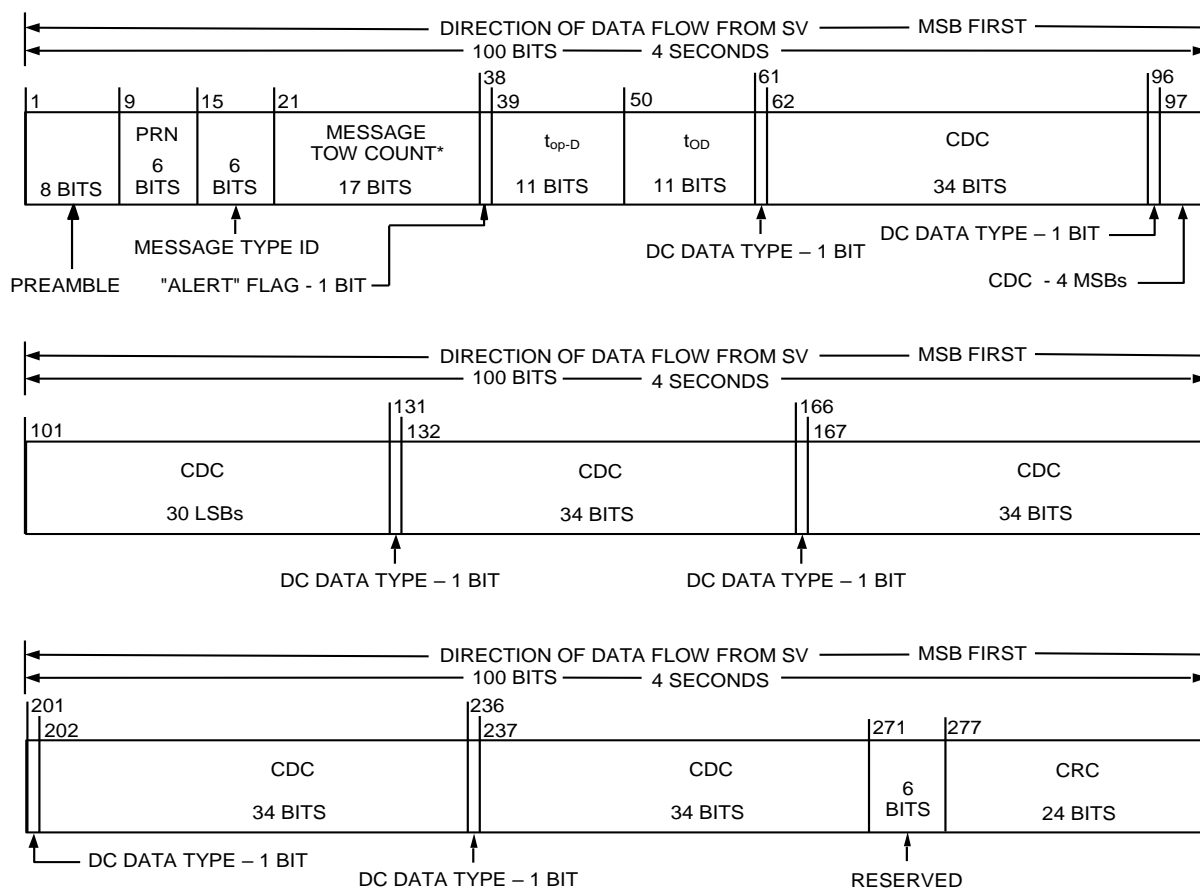 DIRECTION OF DATA FLOW FROM SV MSB FIRST
100 BITS 4 SECONDS
38 61 96
1 9 15 21 39 50 62 97
PRN
6
BITS
8 BITS
6
BITS
MESSAGE
TOW COUNT*
17 BITS
top-D
11 BITS
tOD
11 BITS
CDC
34 BITS
MESSAGE TYPE ID
DC DATA TYPE – 1 BIT
DC DATA TYPE – 1 BIT
PREAMBLE
"ALERT" FLAG - 1 BIT
CDC - 4 MSBs
DIRECTION OF DATA FLOW FROM SV MSB FIRST
100 BITS 4 SECONDS
131 166
101 132 167
CDC
30 LSBs
CDC
34 BITS
CDC
34 BITS
DC DATA TYPE – 1 BIT
DC DATA TYPE – 1 BIT
DIRECTION OF DATA FLOW FROM SV MSB FIRST
100 BITS 4 SECONDS
201 236
202 237 271 277
CDC
34 BITS
CDC
34 BITS
6
BITS
CRC
24 BITS
DC DATA TYPE – 1 BIT
DC DATA TYPE – 1 BIT
RESERVED